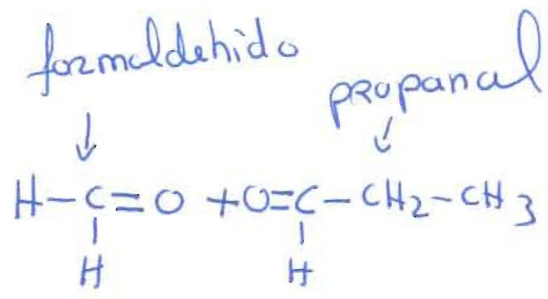 formaldehido
propanal
H-C=O +O=C-CH2-CH3
H H